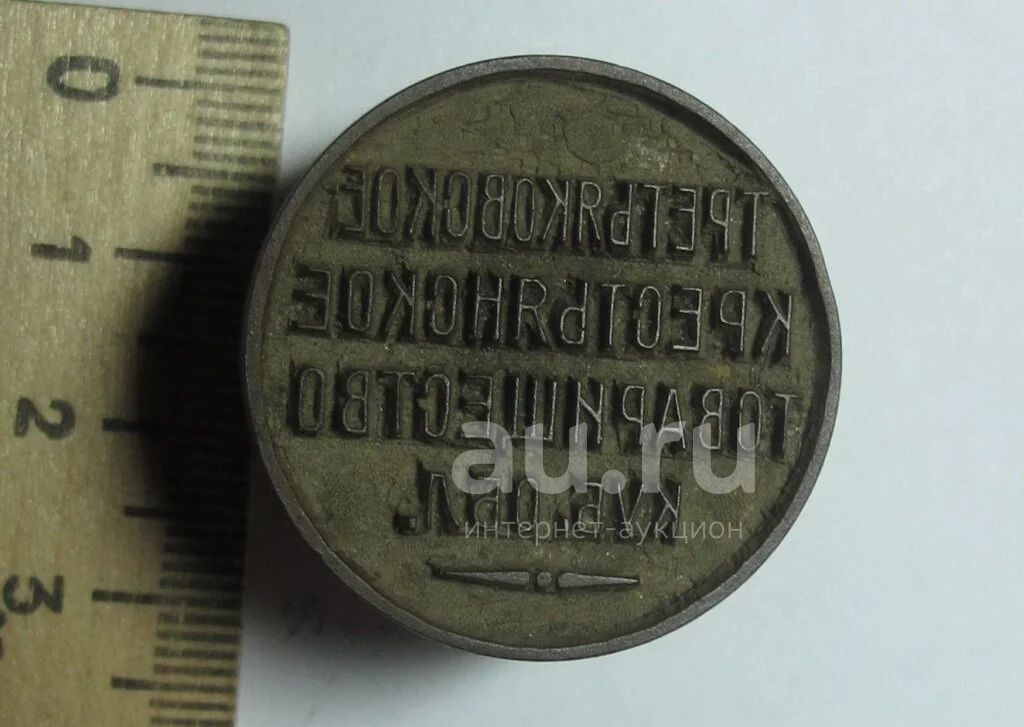 0
1
2
3
ТРЕТЬЯКОВСКОЕ
КРЕСТЬЯНСКОЕ
ТОВАРИЩЕСТВО
КУБ. ОБЛ.
au.ru
интернет-аукцион